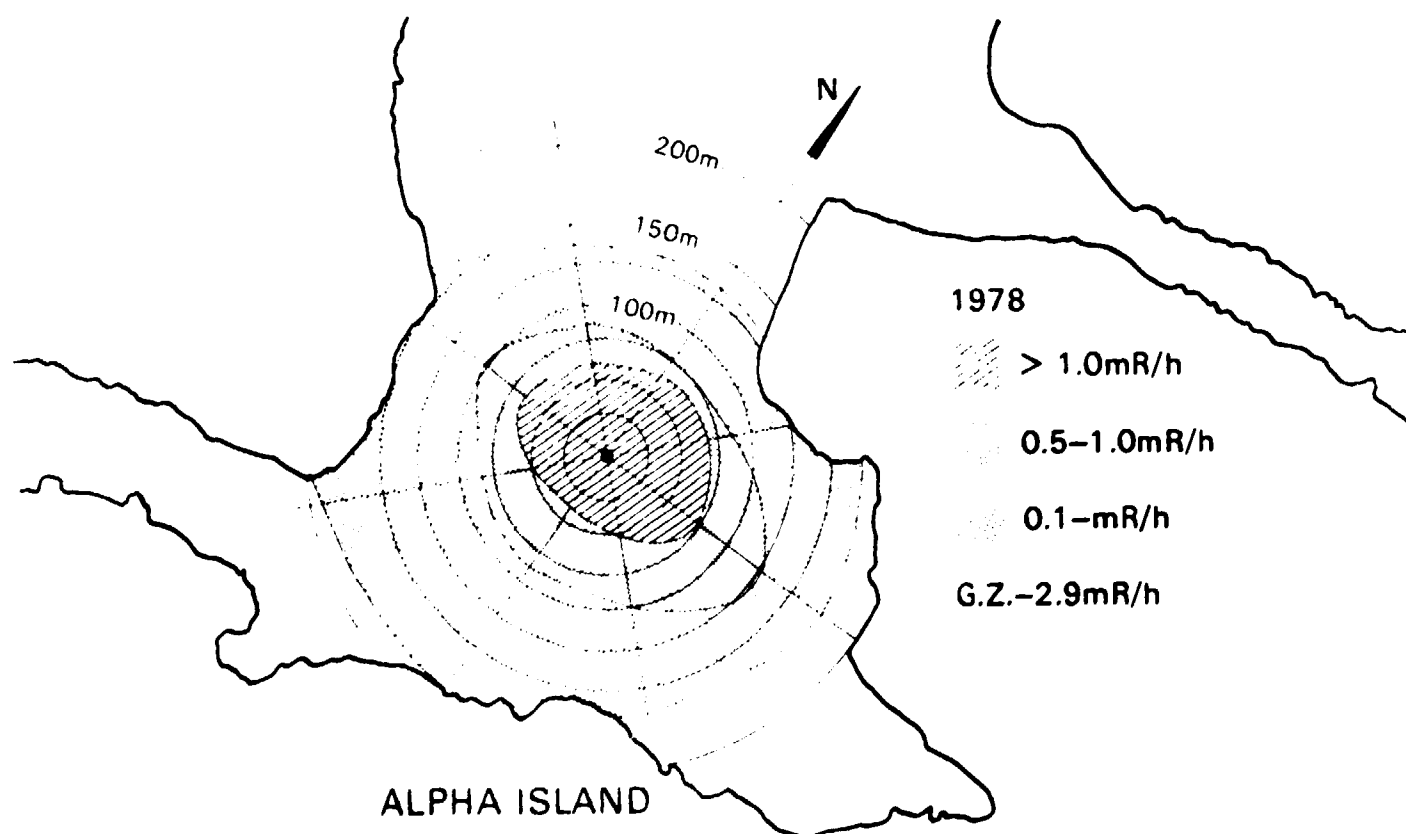 N
200m
150m
100m
1978
> 1.0mR/h
0.5–1.0mR/h
0.1–mR/h
G.Z.–2.9mR/h
ALPHA ISLAND